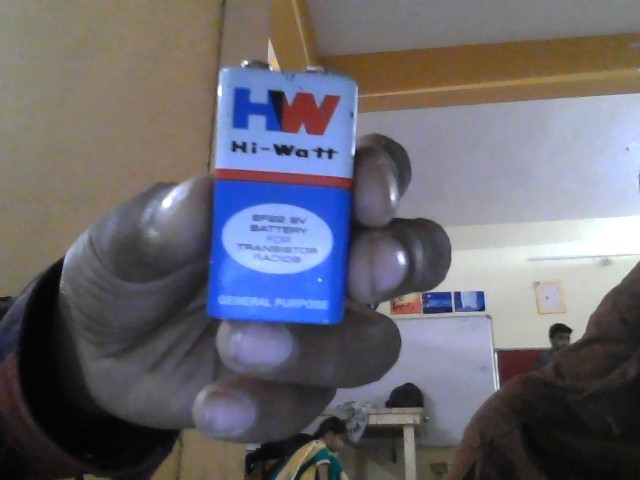 HW
Hi-Watt
6F22 9V
BATTERY
FOR
TRANSISTOR
RADIOS
GENERAL PURPOSE